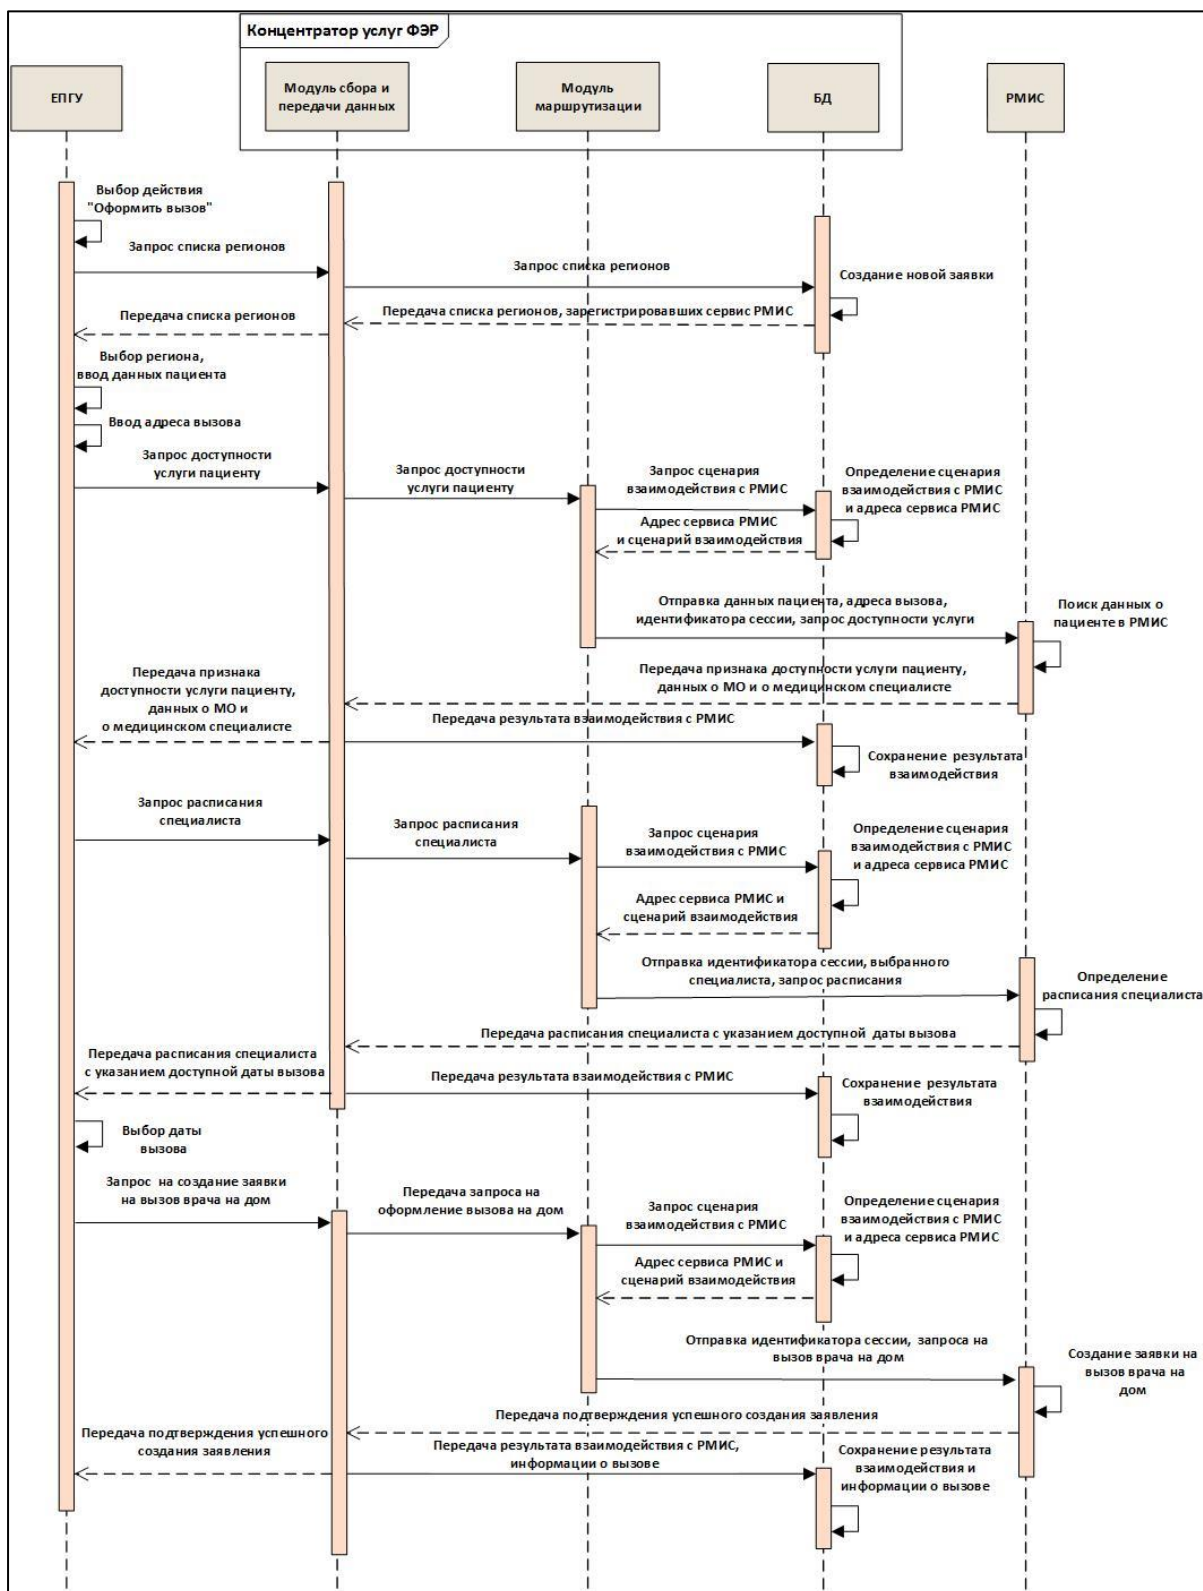 Концентратор услуг ФЭР
ЕПГУ
Модуль сбора и
передачи данных
Модуль
маршрутизации
БД
РМИС
Выбор действия
"Оформить вызов"
Запрос списка регионов
Запрос списка регионов
Создание новой заявки
Передача списка регионов, зарегистрировавших сервис РМИС
Передача списка регионов
Выбор региона,
ввод данных пациента
Ввод адреса вызова
Запрос доступности
услуги пациенту
Запрос доступности
услуги пациенту
Запрос сценария
взаимодействия с РМИС
Определение сценария
взаимодействия с РМИС
и адреса сервиса РМИС
Адрес сервиса РМИС
и сценарий взаимодействия
Отправка данных пациента, адреса вызова,
идентификатора сессии, запрос доступности услуги
Поиск данных о
пациенте в РМИС
Передача признака доступности услуги пациенту,
данных о МО и о медицинском специалисте
Передача признака
доступности услуги пациенту,
данных о МО и
о медицинском специалисте
Передача результата взаимодействия с РМИС
Сохранение результата
взаимодействия
Запрос расписания
специалиста
Запрос расписания
специалиста
Запрос сценария
взаимодействия с РМИС
Определение сценария
взаимодействия с РМИС
и адреса сервиса РМИС
Адрес сервиса РМИС и
сценарий взаимодействия
Отправка идентификатора сессии, выбранного
специалиста, запрос расписания
Определение
расписания специалиста
Передача расписания специалиста с указанием доступной даты вызова
Передача расписания специалиста
с указанием доступной даты вызова
Передача результата взаимодействия с РМИС
Сохранение результата
взаимодействия
Выбор даты
вызова
Запрос на создание заявки
на вызов врача на дом
Передача запроса на
оформление вызова на дом
Запрос сценария
взаимодействия с РМИС
Определение сценария
взаимодействия с РМИС
и адреса сервиса РМИС
Адрес сервиса РМИС и
сценарий взаимодействия
Отправка идентификатора сессии, запроса на
вызов врача на дом
Создание заявки на
вызов врача на
дом
Передача подтверждения успешного создания заявления
Передача подтверждения успешного
создания заявления
Передача результата взаимодействия с РМИС,
информации о вызове
Сохранение результата
взаимодействия и
информации о вызове